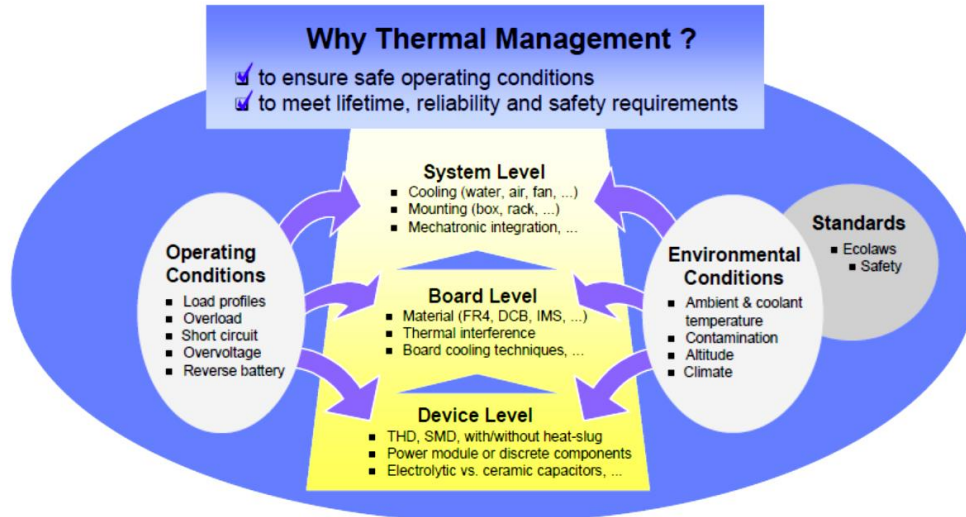 Why Thermal Management ?
to ensure safe operating conditions
to meet lifetime, reliability and safety requirements
System Level
Cooling (water, air, fan, ...)
Mounting (box, rack, ...)
Mechatronic integration, ...
Operating
Conditions
Load profiles
Overload
Short circuit
Overvoltage
Reverse battery
Board Level
Material (FR4, DCB, IMS, ...)
Thermal interference
Board cooling techniques, ...
Device Level
THD, SMD, with/without heat-slug
Power module or discrete components
Electrolytic vs. ceramic capacitors, ...
Environmental
Conditions
Ambient & coolant
temperature
Contamination
Altitude
Climate
Standards
Ecolaws
Safety